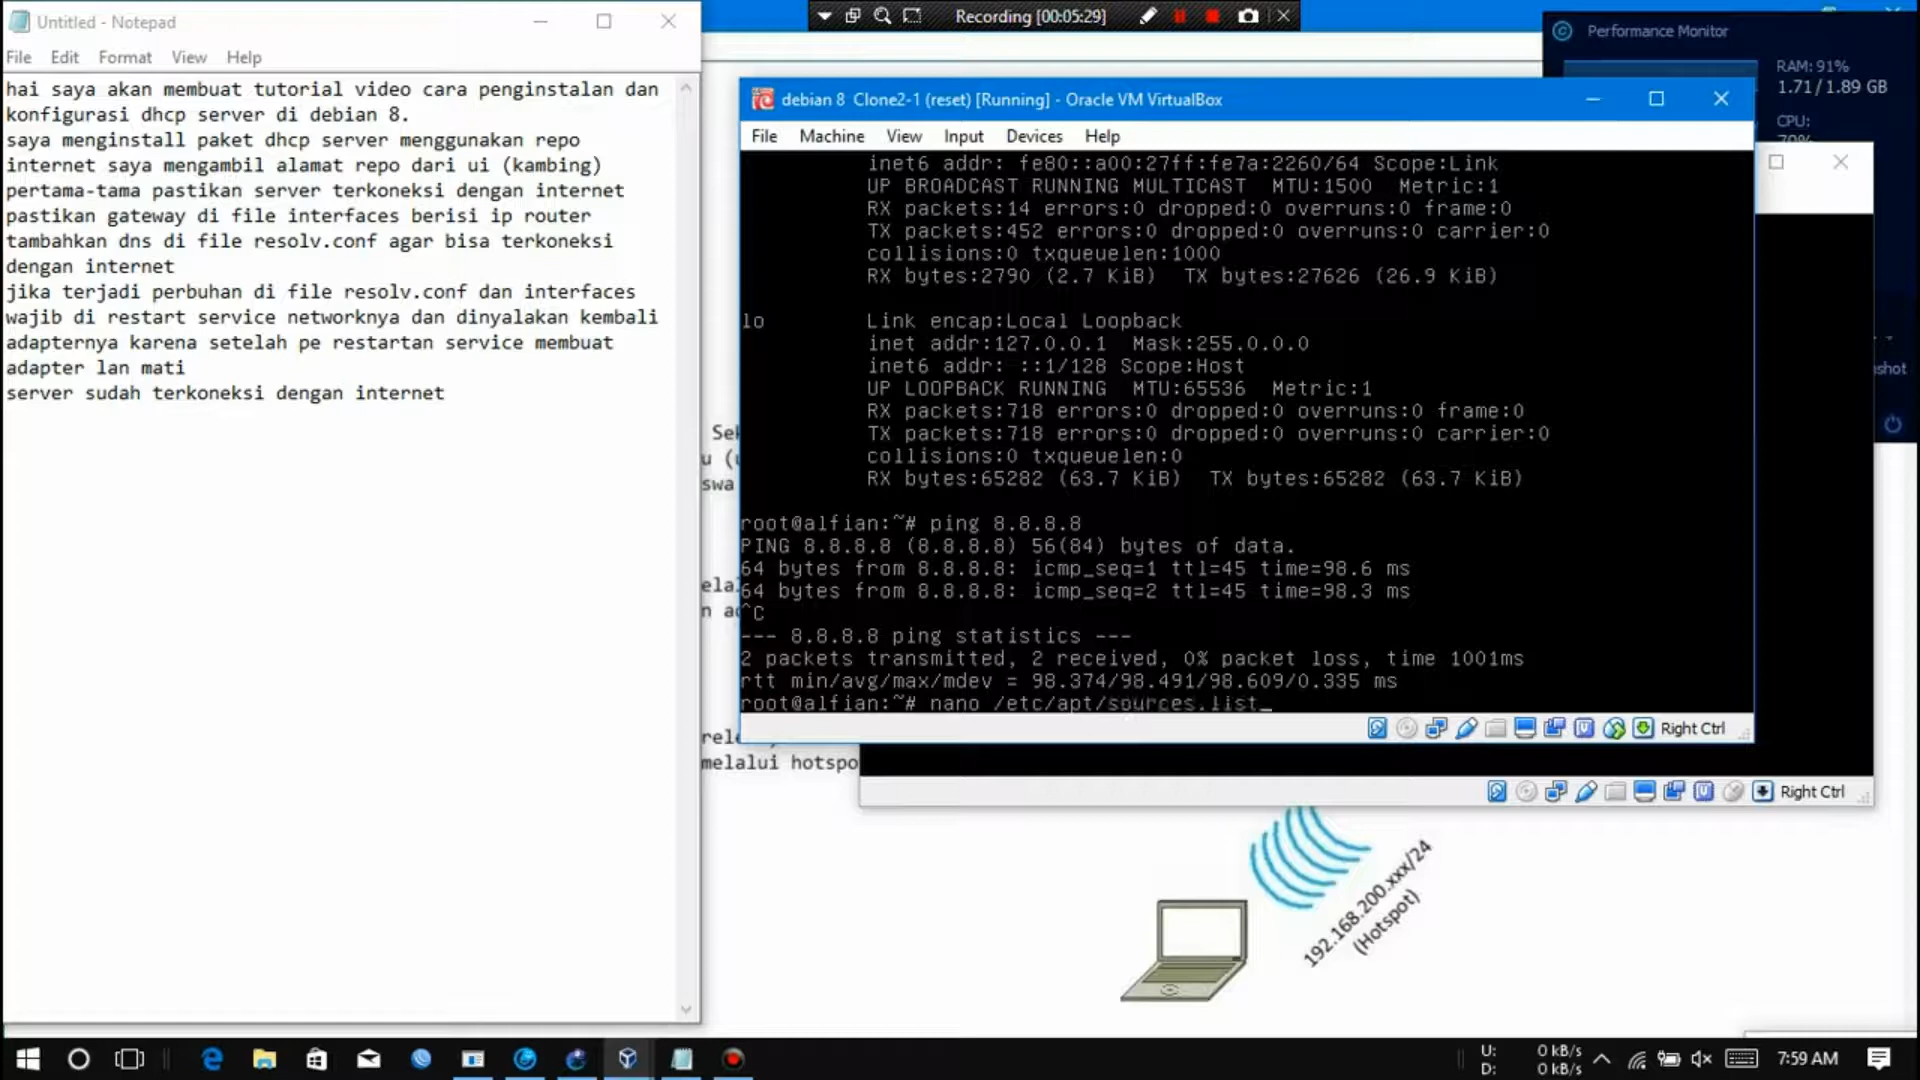 Untitled - Notepad
File Edit Format View Help
hai saya akan membuat tutorial video cara penginstalan dan
konfigurasi dhcp server di debian 8.
saya menginstall paket dhcp server menggunakan repo
internet saya mengambil alamat repo dari ui (kambing)
pertama-tama pastikan server terkoneksi dengan internet
pastikan gateway di file interfaces berisi ip router
tambahkan dns di file resolv.conf agar bisa terkoneksi
dengan internet
jika terjadi perbuhan di file resolv.conf dan interfaces
wajib di restart service networknya dan dinyalakan kembali
adapternya karena setelah pe restartan service membuat
adapter lan mati
server sudah terkoneksi dengan internet
Recording [00:05:29]
Performance Monitor
RAM: 91%
1.71/1.89 GB
CPU:
debian 8 Clone2-1 (reset) [Running] - Oracle VM VirtualBox
File Machine View Input Devices Help
inet6 addr: fe80::a00:27ff:fe7a:2260/64 Scope:Link
UP BROADCAST RUNNING MULTICAST MTU:1500 Metric:1
RX packets:14 errors:0 dropped:0 overruns:0 frame:0
TX packets:452 errors:0 dropped:0 overruns:0 carrier:0
collisions:0 txqueuelen:1000
RX bytes:2790 (2.7 KiB) TX bytes:27626 (26.9 KiB)
lo Link encap:Local Loopback
inet addr:127.0.0.1 Mask:255.0.0.0
inet6 addr: ::1/128 Scope:Host
UP LOOPBACK RUNNING MTU:65536 Metric:1
RX packets:718 errors:0 dropped:0 overruns:0 frame:0
TX packets:718 errors:0 dropped:0 overruns:0 carrier:0
collisions:0 txqueuelen:0
RX bytes:65282 (63.7 KiB) TX bytes:65282 (63.7 KiB)
root@alfian:~# ping 8.8.8.8
PING 8.8.8.8 (8.8.8.8) 56(84) bytes of data.
64 bytes from 8.8.8.8: icmp_seq=1 ttl=45 time=98.6 ms
64 bytes from 8.8.8.8: icmp_seq=2 ttl=45 time=98.3 ms
^C
--- 8.8.8.8 ping statistics ---
2 packets transmitted, 2 received, 0% packet loss, time 1001ms
rtt min/avg/max/mdev = 98.374/98.491/98.609/0.335 ms
root@alfian:~# nano /etc/apt/sources.list_
Right Ctrl
Right Ctrl
melalui hotspo
192.168.200.xxx/24
(Hotspot)
U: 0 kB/s
D: 0 kB/s
7:59 AM